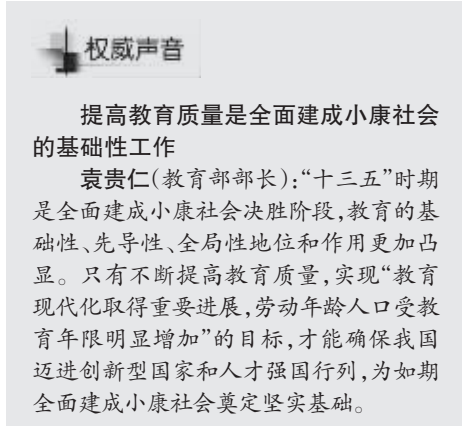 权威声音
提高教育质量是全面建成小康社会
的基础性工作
袁贵仁(教育部部长):“十三五”时期
是全面建成小康社会决胜阶段,教育的基
础性、先导性、全局性地位和作用更加凸
显。只有不断提高教育质量,实现“教育
现代化取得重要进展,劳动年龄人口受教
育年限明显增加”的目标,才能确保我国
迈进创新型国家和人才强国行列,为如期
全面建成小康社会奠定坚实基础。